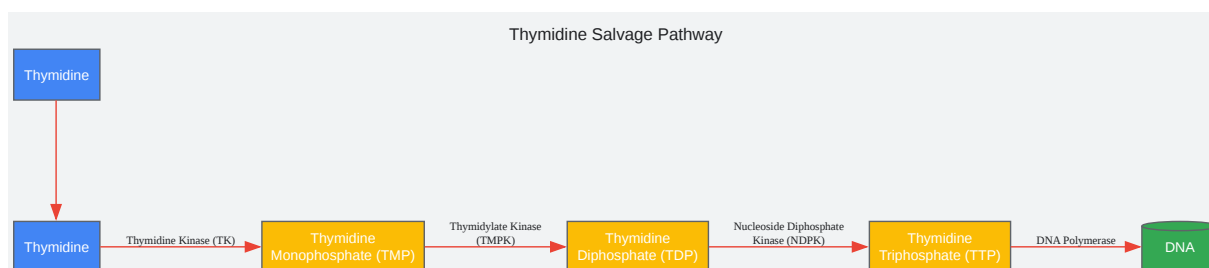 Thymidine Salvage Pathway
Thymidine
Thymidine
Thymidine Kinase (TK)
Thymidine
Monophosphate (TMP)
Thymidylate Kinase
(TMPK)
Thymidine
Diphosphate (TDP)
Nucleoside Diphosphate
Kinase (NDPK)
Thymidine
Triphosphate (TTP)
DNA Polymerase
DNA